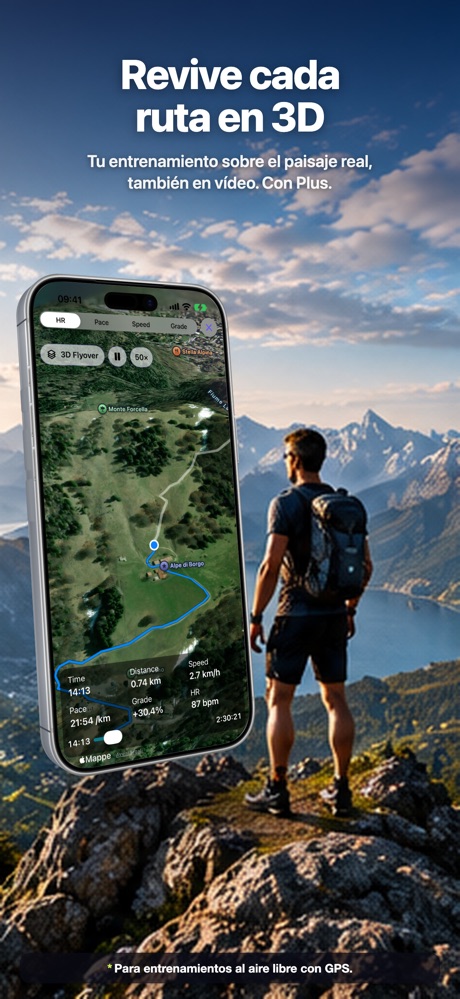 Revive cada
ruta en 3D
Tu entrenamiento sobre el paisaje real,
también en vídeo. Con Plus.
09:41
HR Pace Speed Grade
3D Flyover 50×
Stella Alpina
Monte Forcella
Alpe di Borgo
Time Distance Speed
14:13 0.74 km 2.7 km/h
Pace Grade HR
21:54 /km +30.4% 87 bpm
14:13 2:30:21
Mappe
* Para entrenamientos al aire libre con GPS.